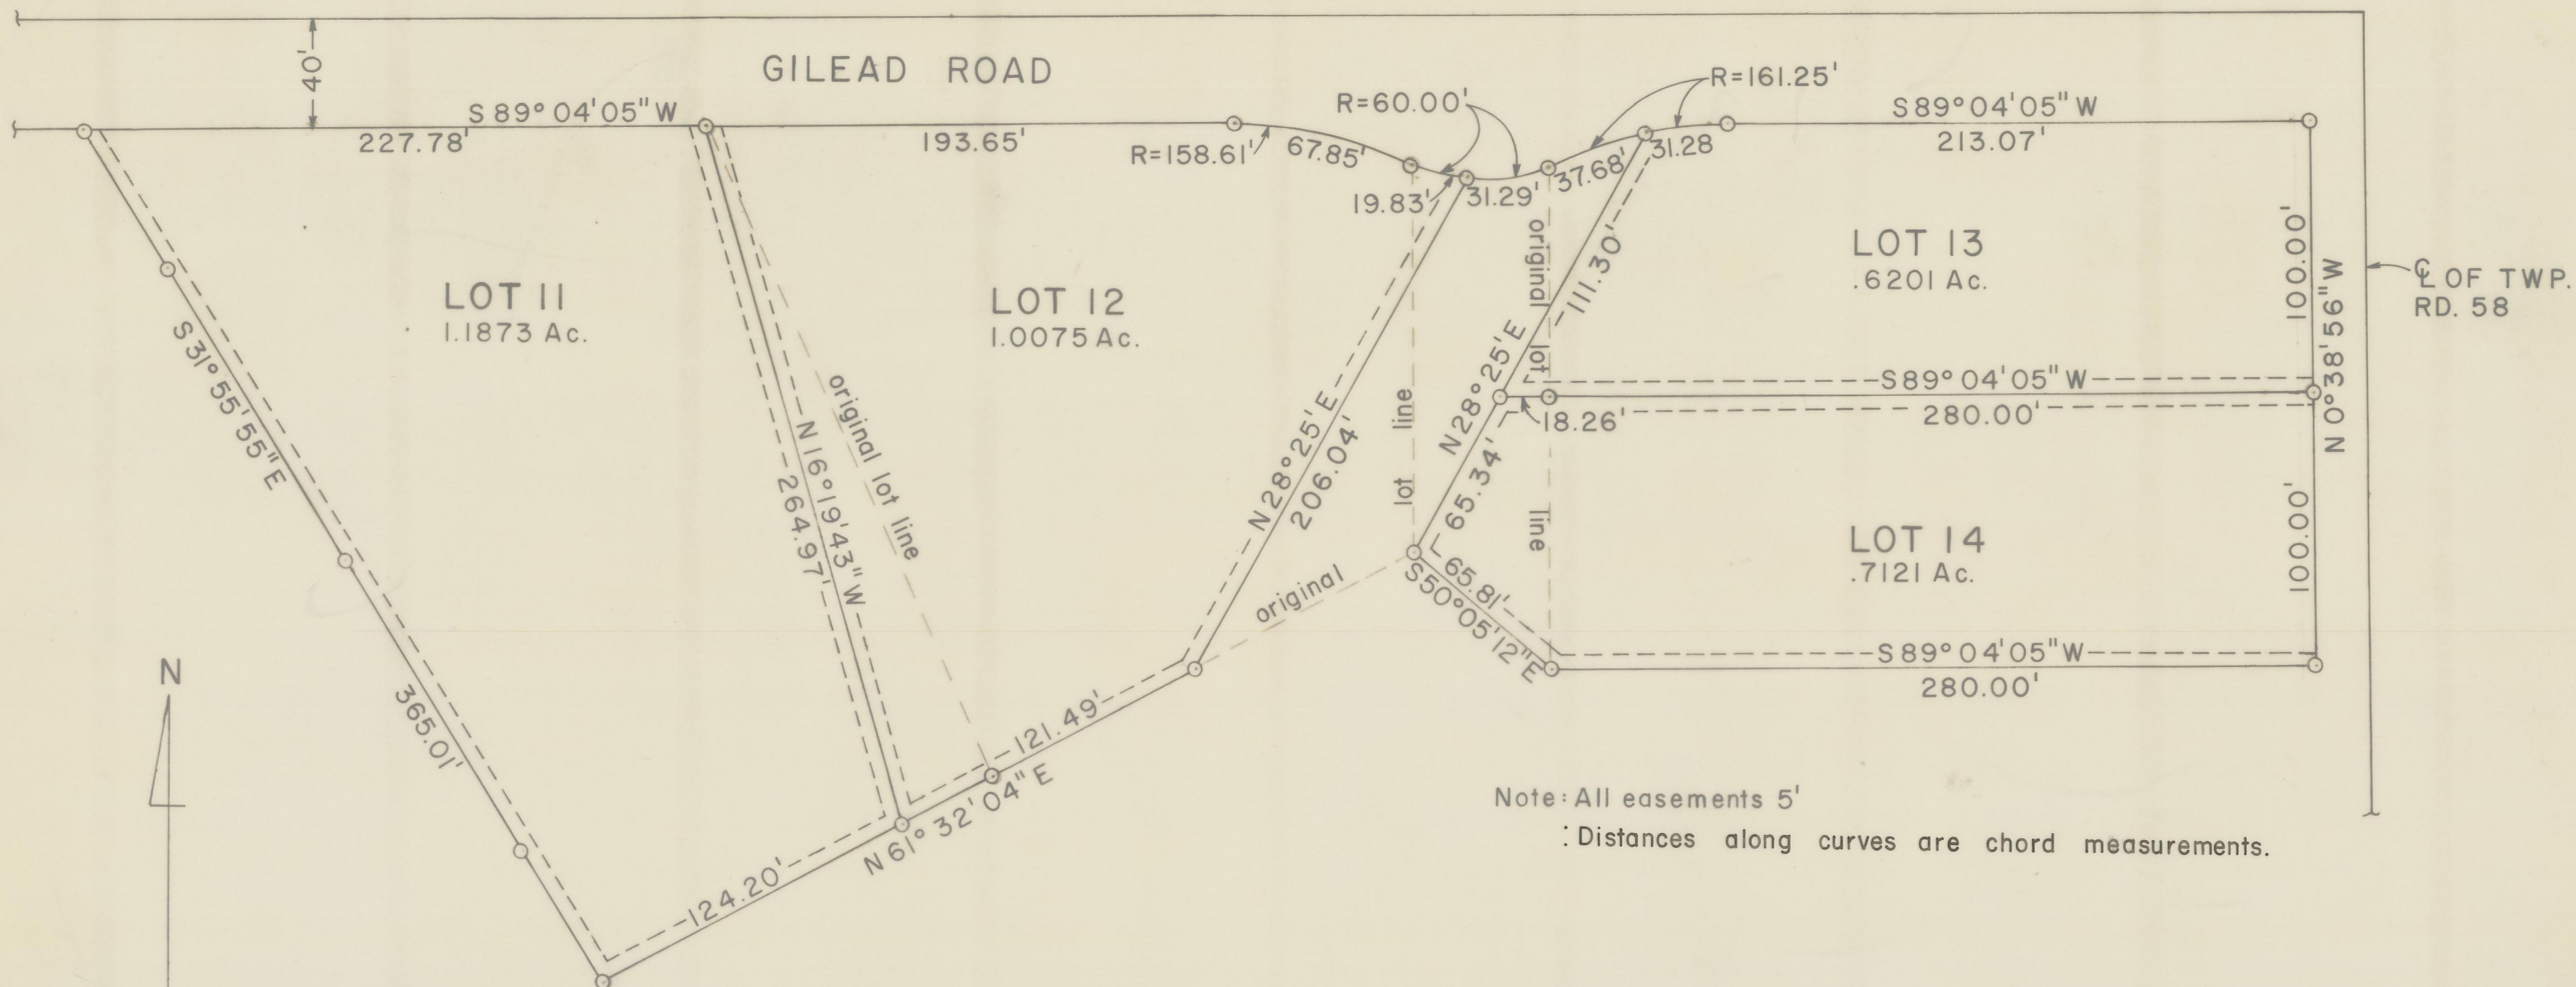 40'
GILEAD ROAD
S 89° 04' 05" W
227.78'
193.65'
R=158.61'
67.85'
R=60.00'
19.83'
31.29'
R=161.25'
37.68'
31.28
S89° 04' 05" W
213.07'
LOT 11
1.1873 Ac.
LOT 12
1.0075 Ac.
LOT 13
.6201 Ac.
100.00'
N 0° 38' 56" W
℄ OF TWP.
RD. 58
S 31° 55' 55" E
365.01'
N 16° 19' 43" W
264.97'
original lot line
N 28° 25' E
206.04'
lot line
original lot line
111.30'
N 28° 25' E
65.34'
S89° 04' 05" W
18.26'
280.00'
LOT 14
.7121 Ac.
100.00'
65.81'
S50° 05' 12" E
original
S89° 04' 05" W
280.00'
N
121.49'
N 61° 32' 04" E
124.20'
Note: All easements 5'
: Distances along curves are chord measurements.